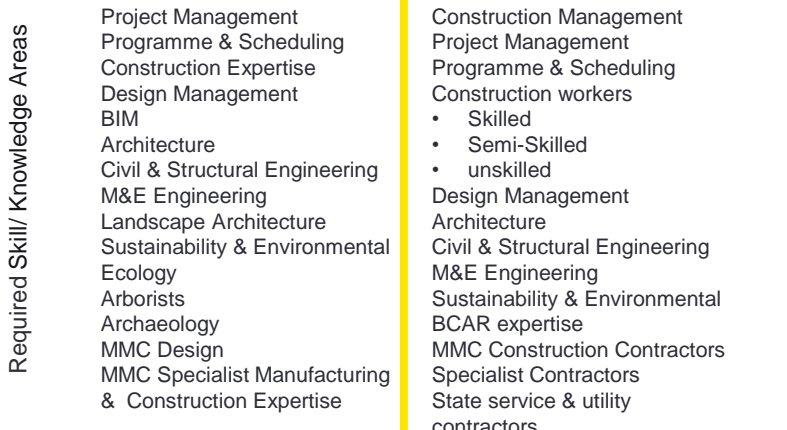 Required Skill/ Knowledge Areas
Project Management
Programme & Scheduling
Construction Expertise
Design Management
BIM
Architecture
Civil & Structural Engineering
M&E Engineering
Landscape Architecture
Sustainability & Environmental
Ecology
Arborists
Archaeology
MMC Design
MMC Specialist Manufacturing
& Construction Expertise
Construction Management
Project Management
Programme & Scheduling
Construction workers
• Skilled
• Semi-Skilled
• unskilled
Design Management
Architecture
Civil & Structural Engineering
M&E Engineering
Sustainability & Environmental
BCAR expertise
MMC Construction Contractors
Specialist Contractors
State service & utility
contractors